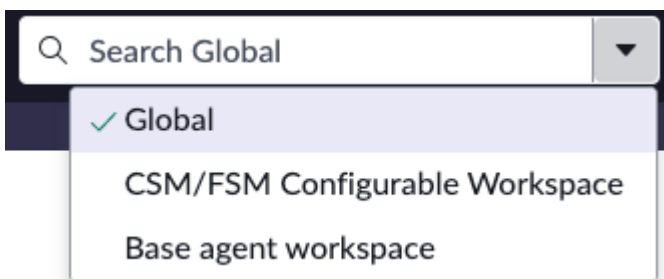 Search Global
Global
CSM/FSM Configurable Workspace
Base agent workspace